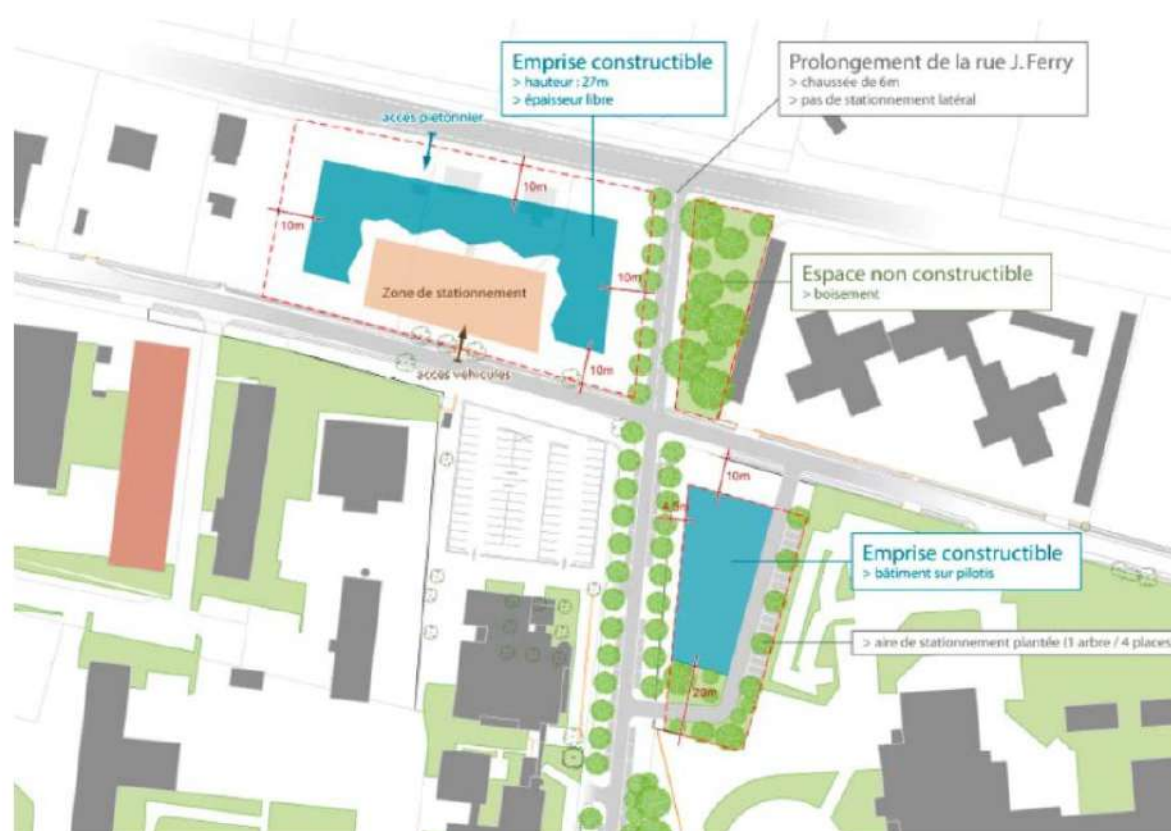 Emprise constructible
> hauteur : 27m
> épaisseur libre
Prolongement de la rue J. Ferry
> chaussée de 6m
> pas de stationnement latéral
accès piétonnier
10m
10m
10m
Espace non constructible
> boisement
Zone de stationnement
10m
accès véhicules
10m
4,5m
Emprise constructible
> bâtiment sur pilotis
> aire de stationnement plantée (1 arbre / 4 places
20m